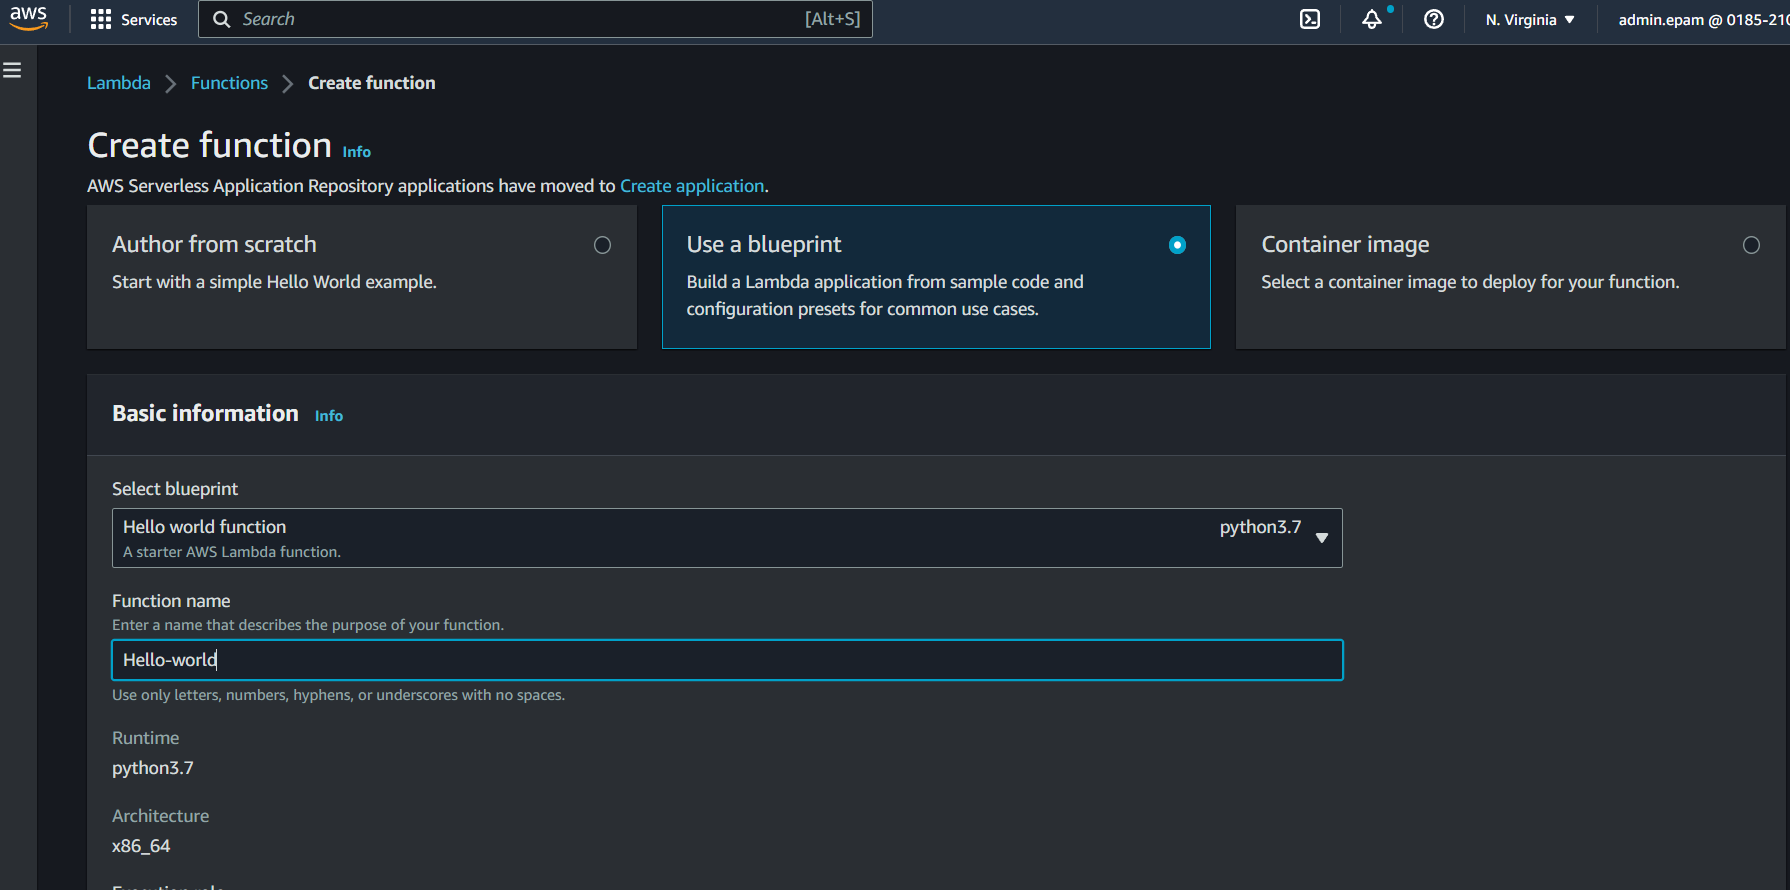 aws Services Search [Alt+S] N. Virginia admin.epam @ 0185-210
Lambda Functions Create function
Create function Info
AWS Serverless Application Repository applications have moved to Create application.
Author from scratch
Start with a simple Hello World example.
Use a blueprint
Build a Lambda application from sample code and
configuration presets for common use cases.
Container image
Select a container image to deploy for your function.
Basic information Info
Select blueprint
Hello world function python3.7
A starter AWS Lambda function.
Function name
Enter a name that describes the purpose of your function.
Hello-world
Use only letters, numbers, hyphens, or underscores with no spaces.
Runtime
python3.7
Architecture
x86_64